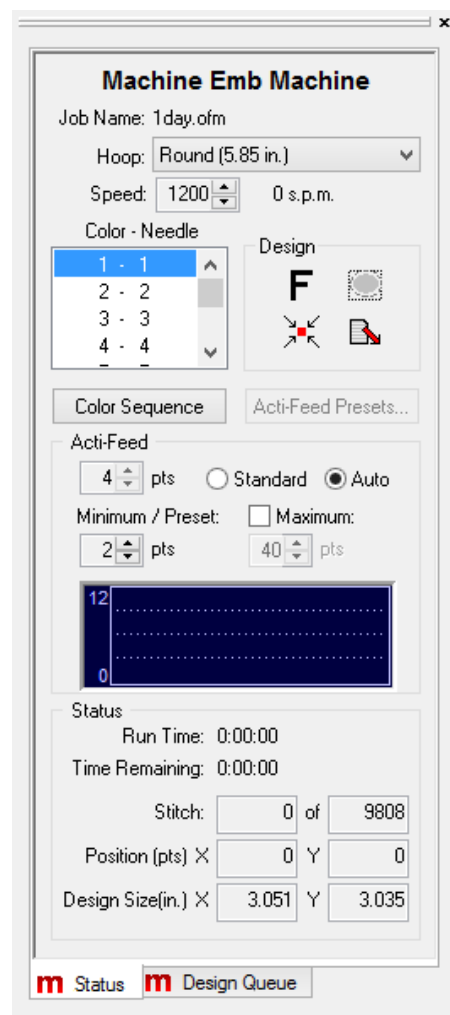 x
Machine Emb Machine
Job Name: 1day.ofm
Hoop: Round (5.85 in.)
Speed: 1200 0 s.p.m.
Color - Needle
Design
1 - 1
2 - 2
3 - 3
4 - 4
F
Color Sequence Acti-Feed Presets...
Acti-Feed
4 pts Standard Auto
Minimum / Preset: Maximum:
2 pts 40 pts
12
0
Status
Run Time: 0:00:00
Time Remaining: 0:00:00
Stitch: 0 of 9808
Position (pts) X 0 Y 0
Design Size(in.) X 3.051 Y 3.035
m Status m Design Queue